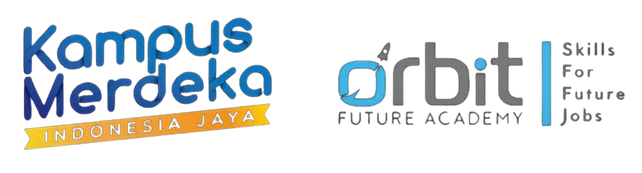 Kampus
Merdeka
INDONESIA JAYA
Orbit
FUTURE ACADEMY
Skills
For
Future
Jobs